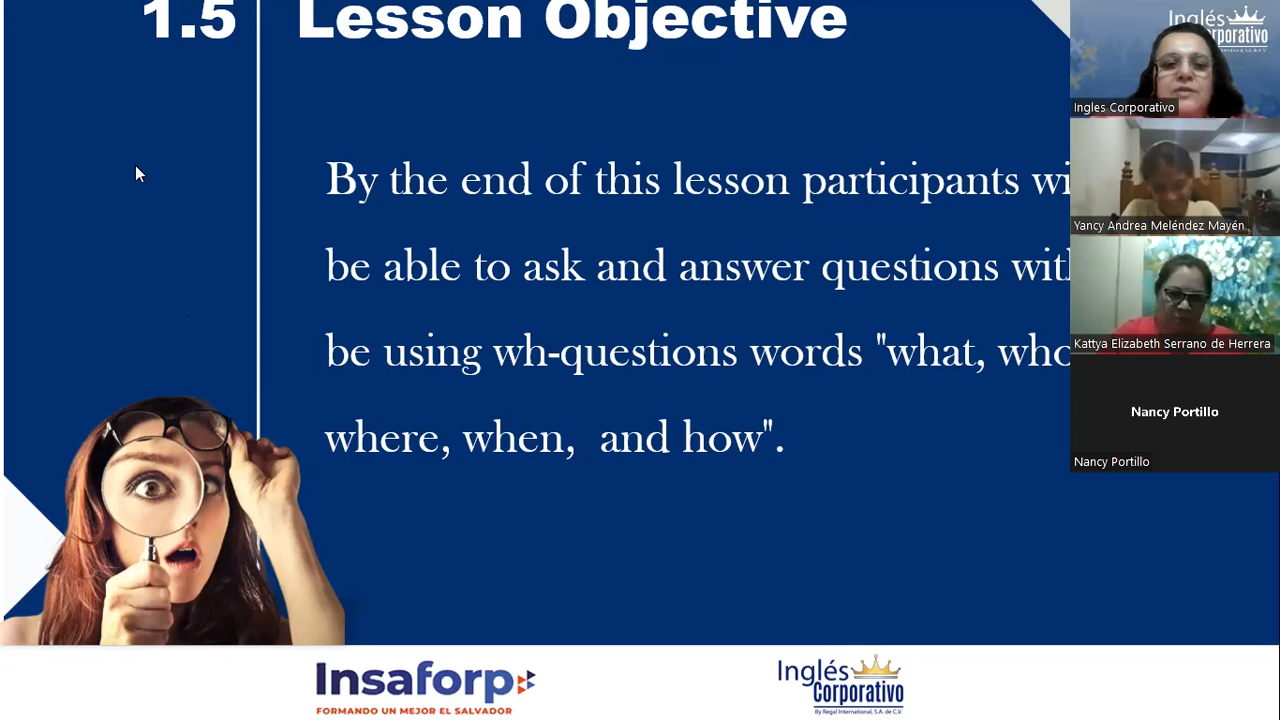 1.5 Lesson Objective
By the end of this lesson participants wi
be able to ask and answer questions with
be using wh-questions words "what, who
where, when, and how".
Insaforp
FORMANDO UN MEJOR EL SALVADOR
Inglés
Corporativo
By Regal International, S.A. de C.V.
Inglés
Corporativo
Ingles Corporativo
Yancy Andrea Meléndez Mayén
Kattya Elizabeth Serrano de Herrera
Nancy Portillo
Nancy Portillo